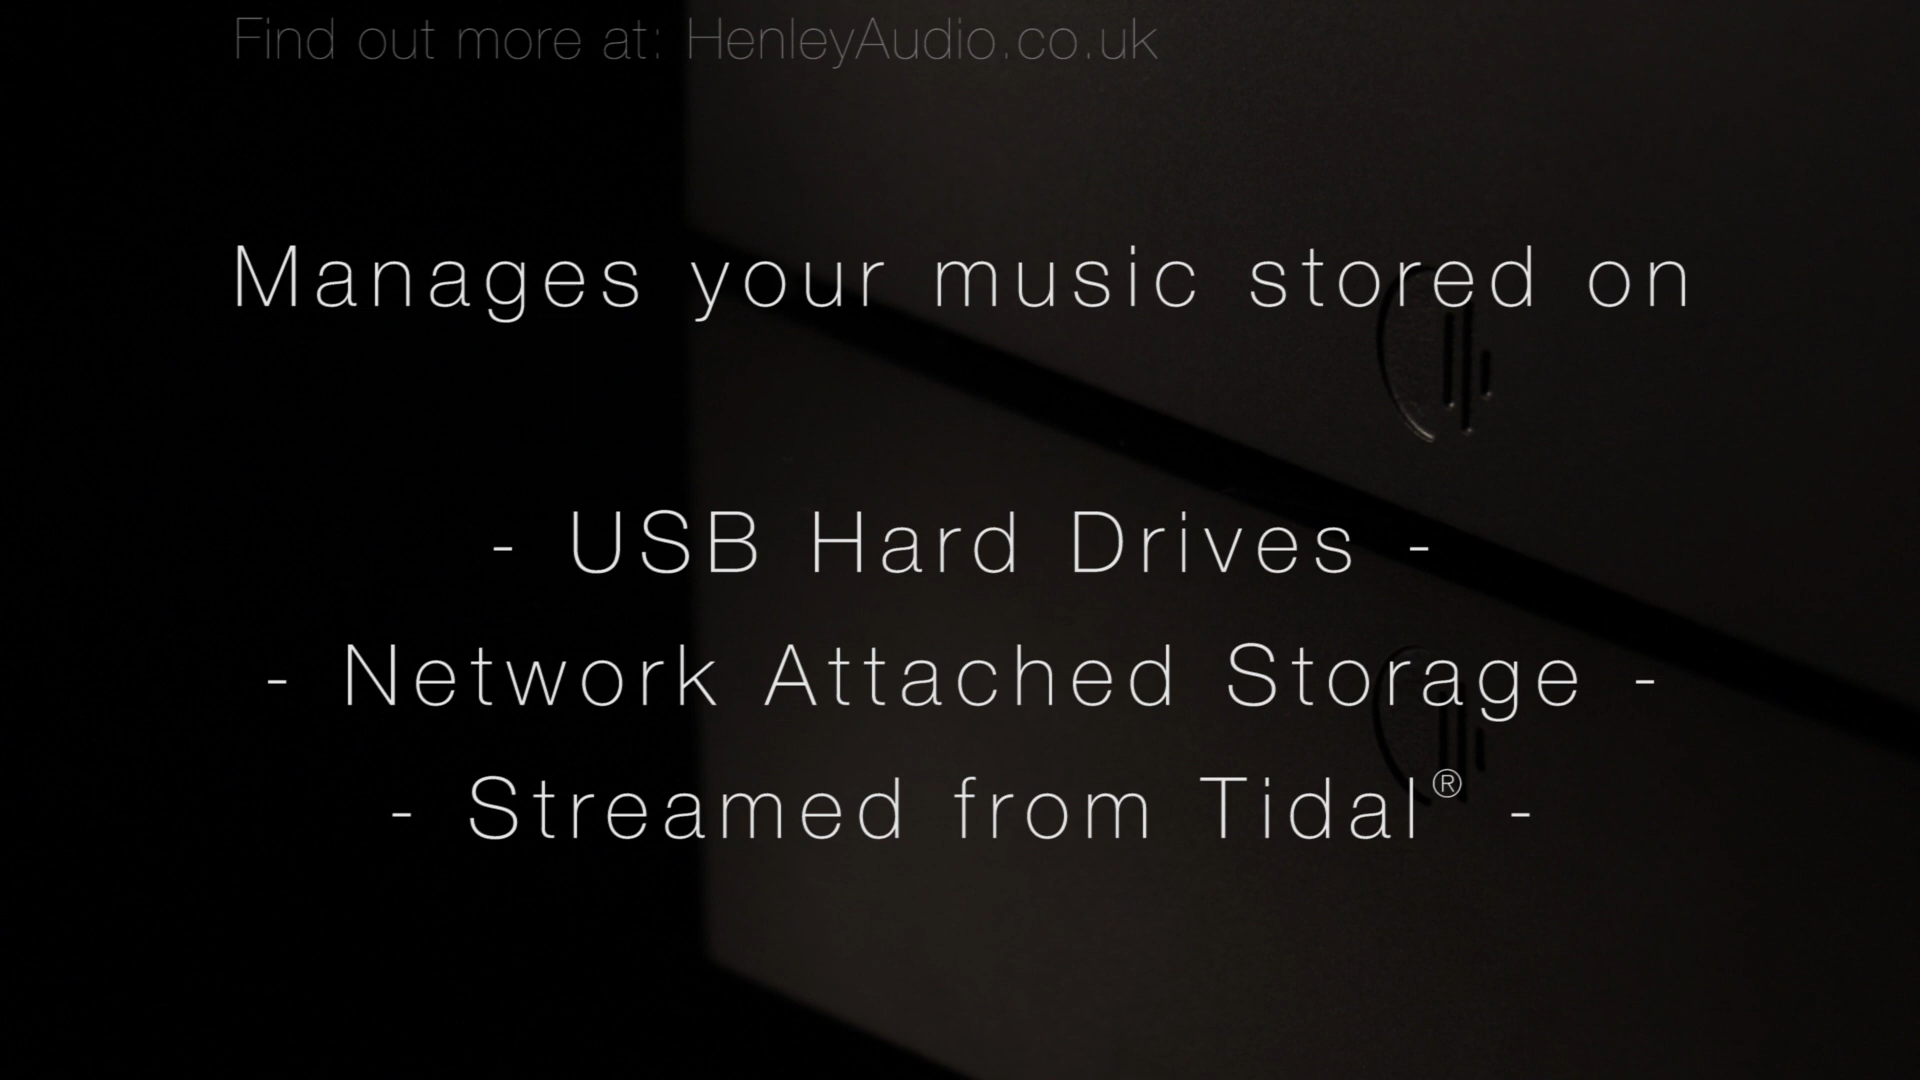 Find out more at: HenleyAudio.co.uk
Manages your music stored on
- USB Hard Drives -
- Network Attached Storage -
- Streamed from Tidal® -